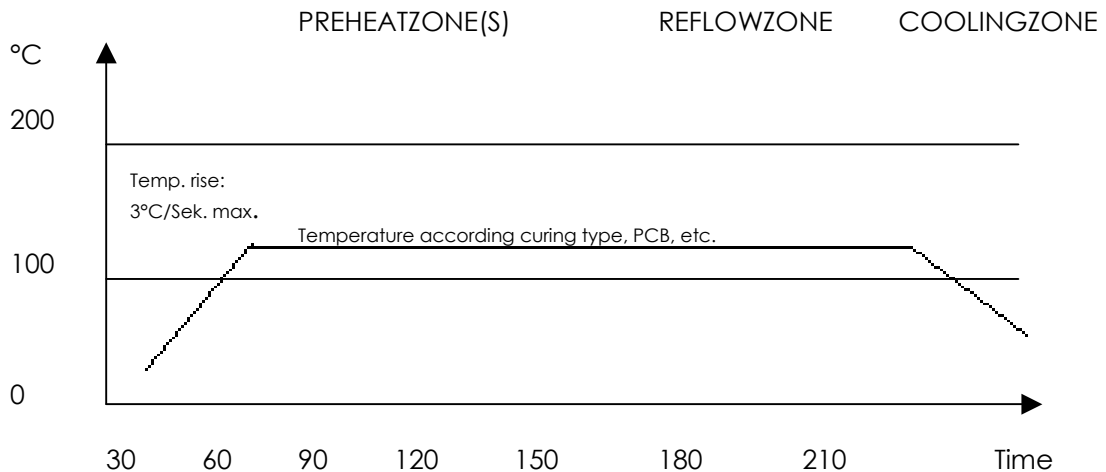 PREHEATZONE(S) REFLOWZONE COOLINGZONE
°C
200
Temp. rise:
3°C/Sek. max.
Temperature according curing type, PCB, etc.
100
0
30 60 90 120 150 180 210 Time